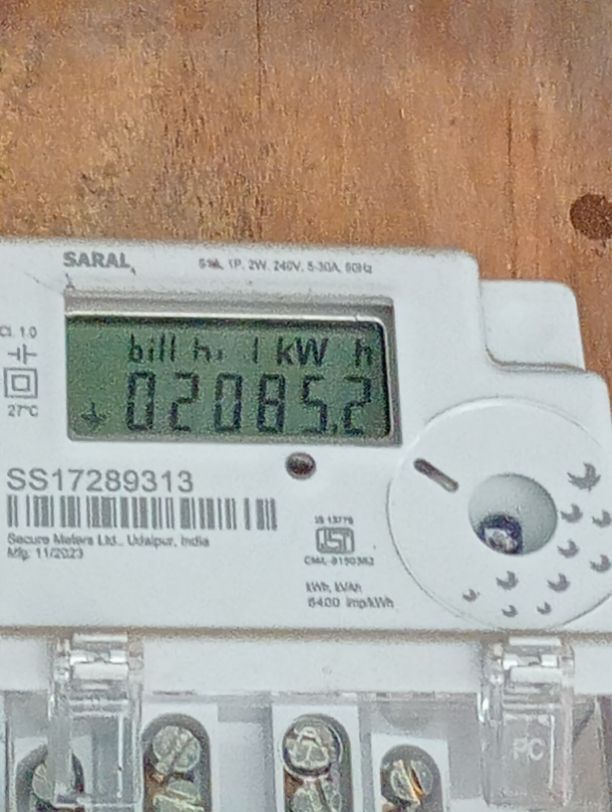 SARAL
1P, 2W, 240V, 5-30A, 50Hz
Cl. 1.0
27°C
bill hi 1 kW h
02085.2
SS17289313
Secure Meters Ltd., Udaipur, India
Mfg. 11/2023
IS 13779
ISI
kWh, kVAh
6400 imp/kWh
PC